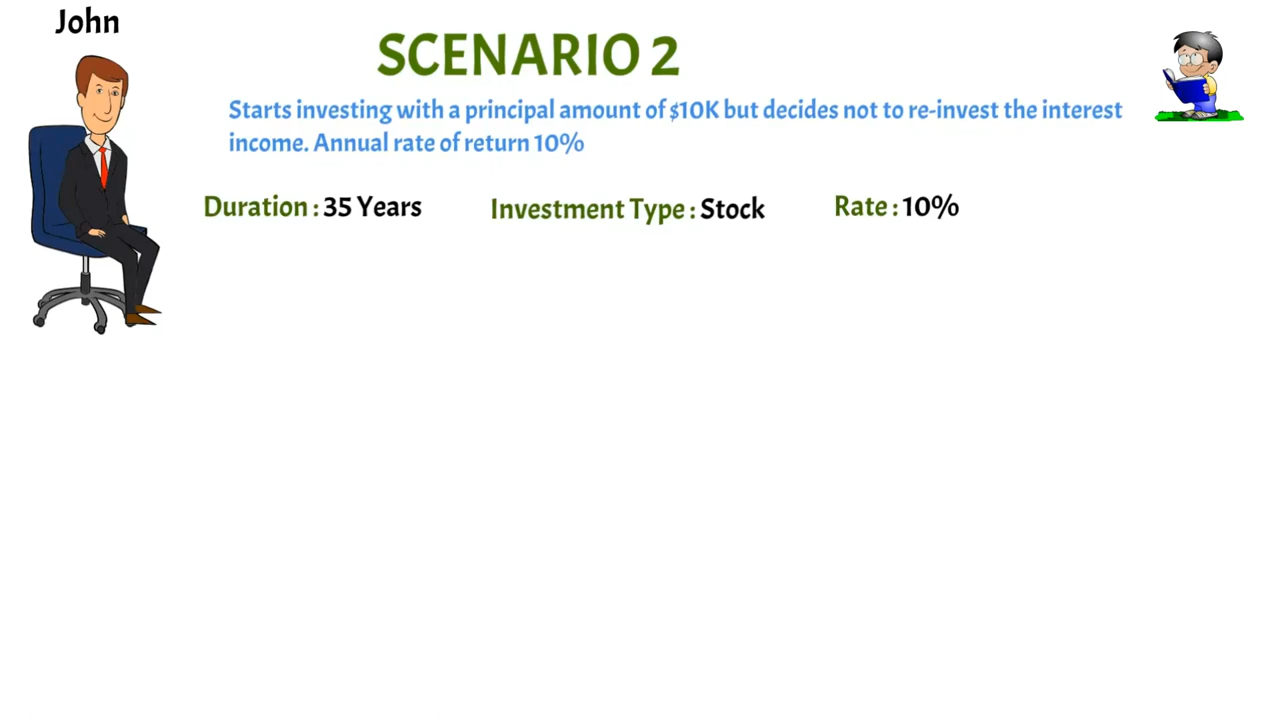 John
SCENARIO 2
Starts investing with a principal amount of $10K but decides not to re-invest the interest
income. Annual rate of return 10%
Duration : 35 Years Investment Type : Stock Rate : 10%